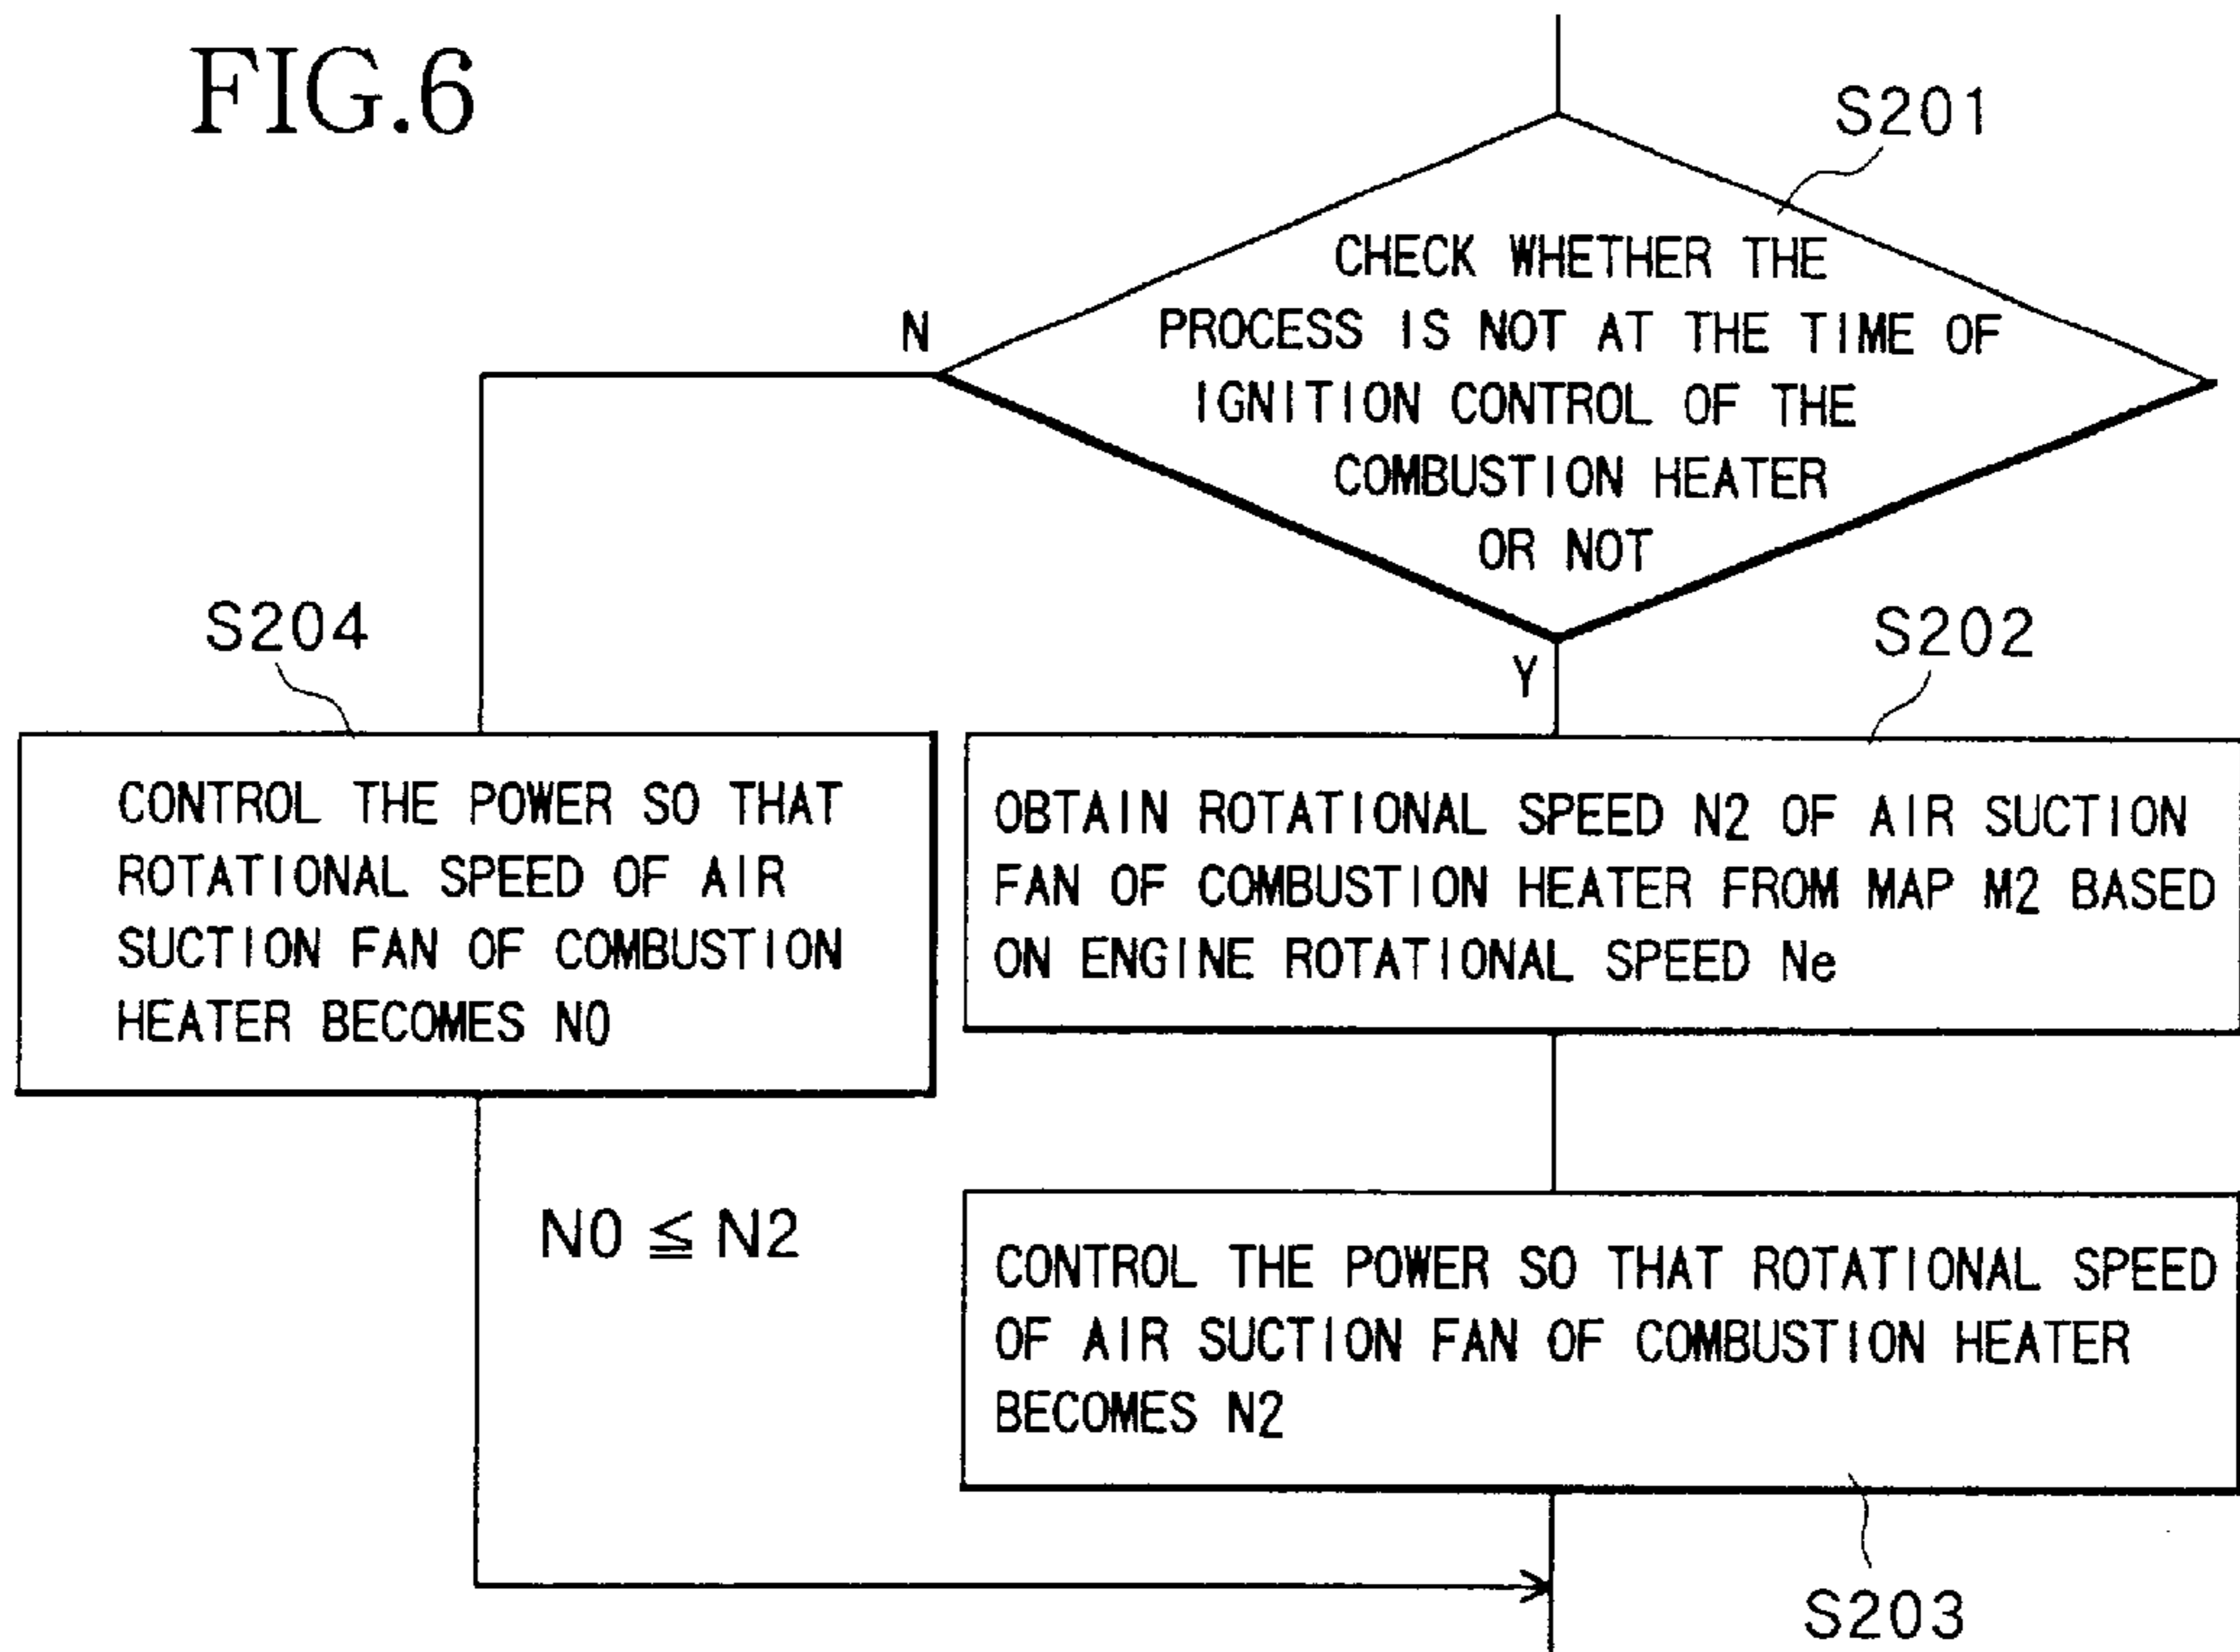 FIG.6
S201
CHECK WHETHER THE
PROCESS IS NOT AT THE TIME OF
IGNITION CONTROL OF THE
COMBUSTION HEATER
OR NOT
N
Y
S204
CONTROL THE POWER SO THAT
ROTATIONAL SPEED OF AIR
SUCTION FAN OF COMBUSTION
HEATER BECOMES N0
S202
OBTAIN ROTATIONAL SPEED N2 OF AIR SUCTION
FAN OF COMBUSTION HEATER FROM MAP M2 BASED
ON ENGINE ROTATIONAL SPEED Ne
N0 ≦ N2
CONTROL THE POWER SO THAT ROTATIONAL SPEED
OF AIR SUCTION FAN OF COMBUSTION HEATER
BECOMES N2
S203